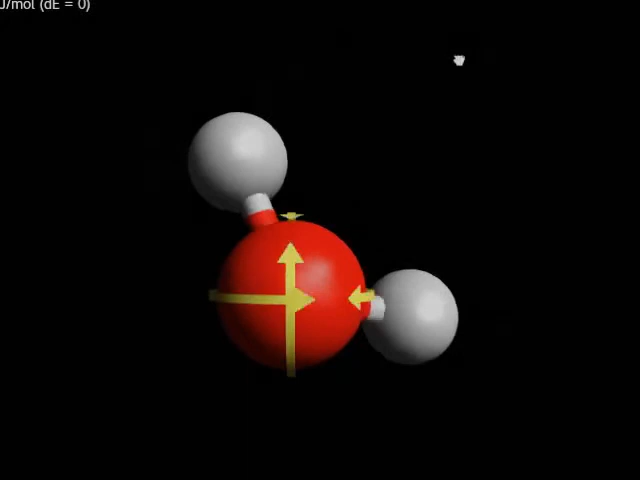 J/mol (dE = 0)